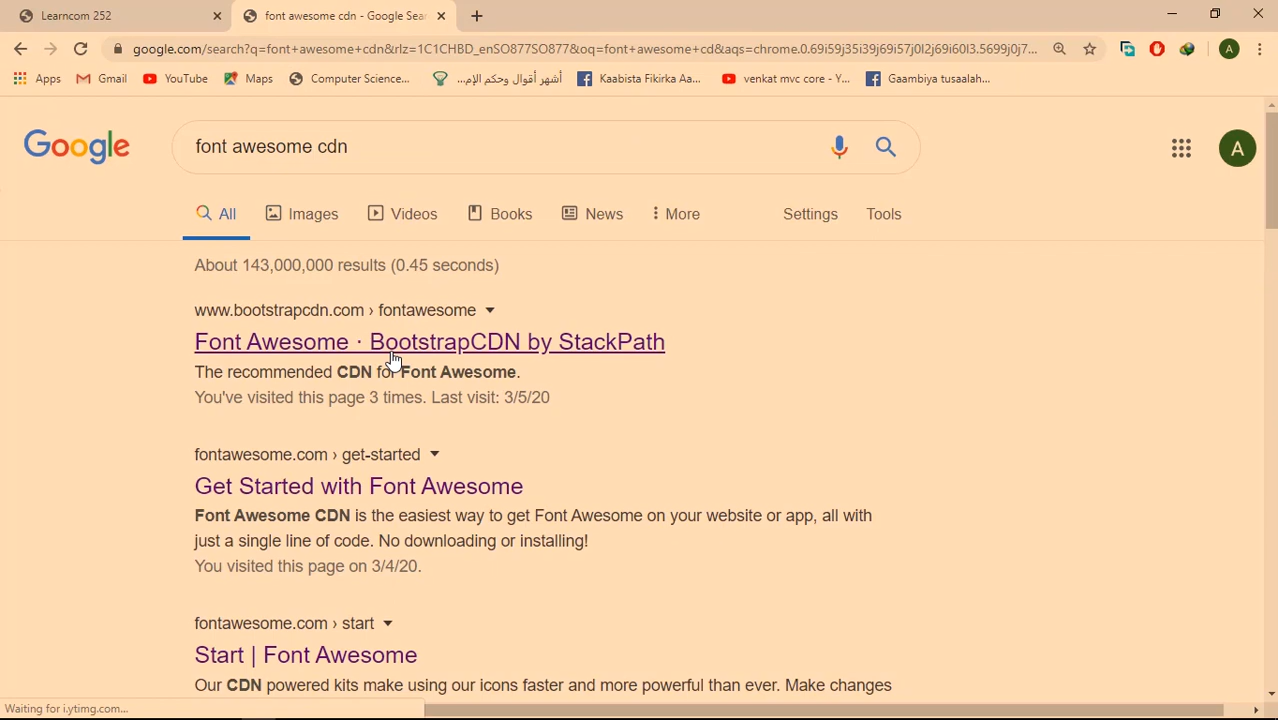 Learncom 252
font awesome cdn - Google Sea
google.com/search?q=font+awesome+cdn&rlz=1C1CHBD_enSO877SO877&oq=font+awesome+cd&aqs=chrome.0.69i59j35i39j69i57j0l2j69i60l3.5699j0j7...
Apps
Gmail
YouTube
Maps
Computer Science...
أشهر أقوال وحكم الإم...
Kaabista Fikirka Aa...
venkat mvc core - Y...
Gaambiya tusaalah...
Google
font awesome cdn
A
All
Images
Videos
Books
News
More
Settings
Tools
About 143,000,000 results (0.45 seconds)
www.bootstrapcdn.com › fontawesome
Font Awesome · BootstrapCDN by StackPath
The recommended CDN for Font Awesome.
You've visited this page 3 times. Last visit: 3/5/20
fontawesome.com › get-started
Get Started with Font Awesome
Font Awesome CDN is the easiest way to get Font Awesome on your website or app, all with
just a single line of code. No downloading or installing!
You visited this page on 3/4/20.
fontawesome.com › start
Start | Font Awesome
Our CDN powered kits make using our icons faster and more powerful than ever. Make changes
Waiting for i.ytimg.com...